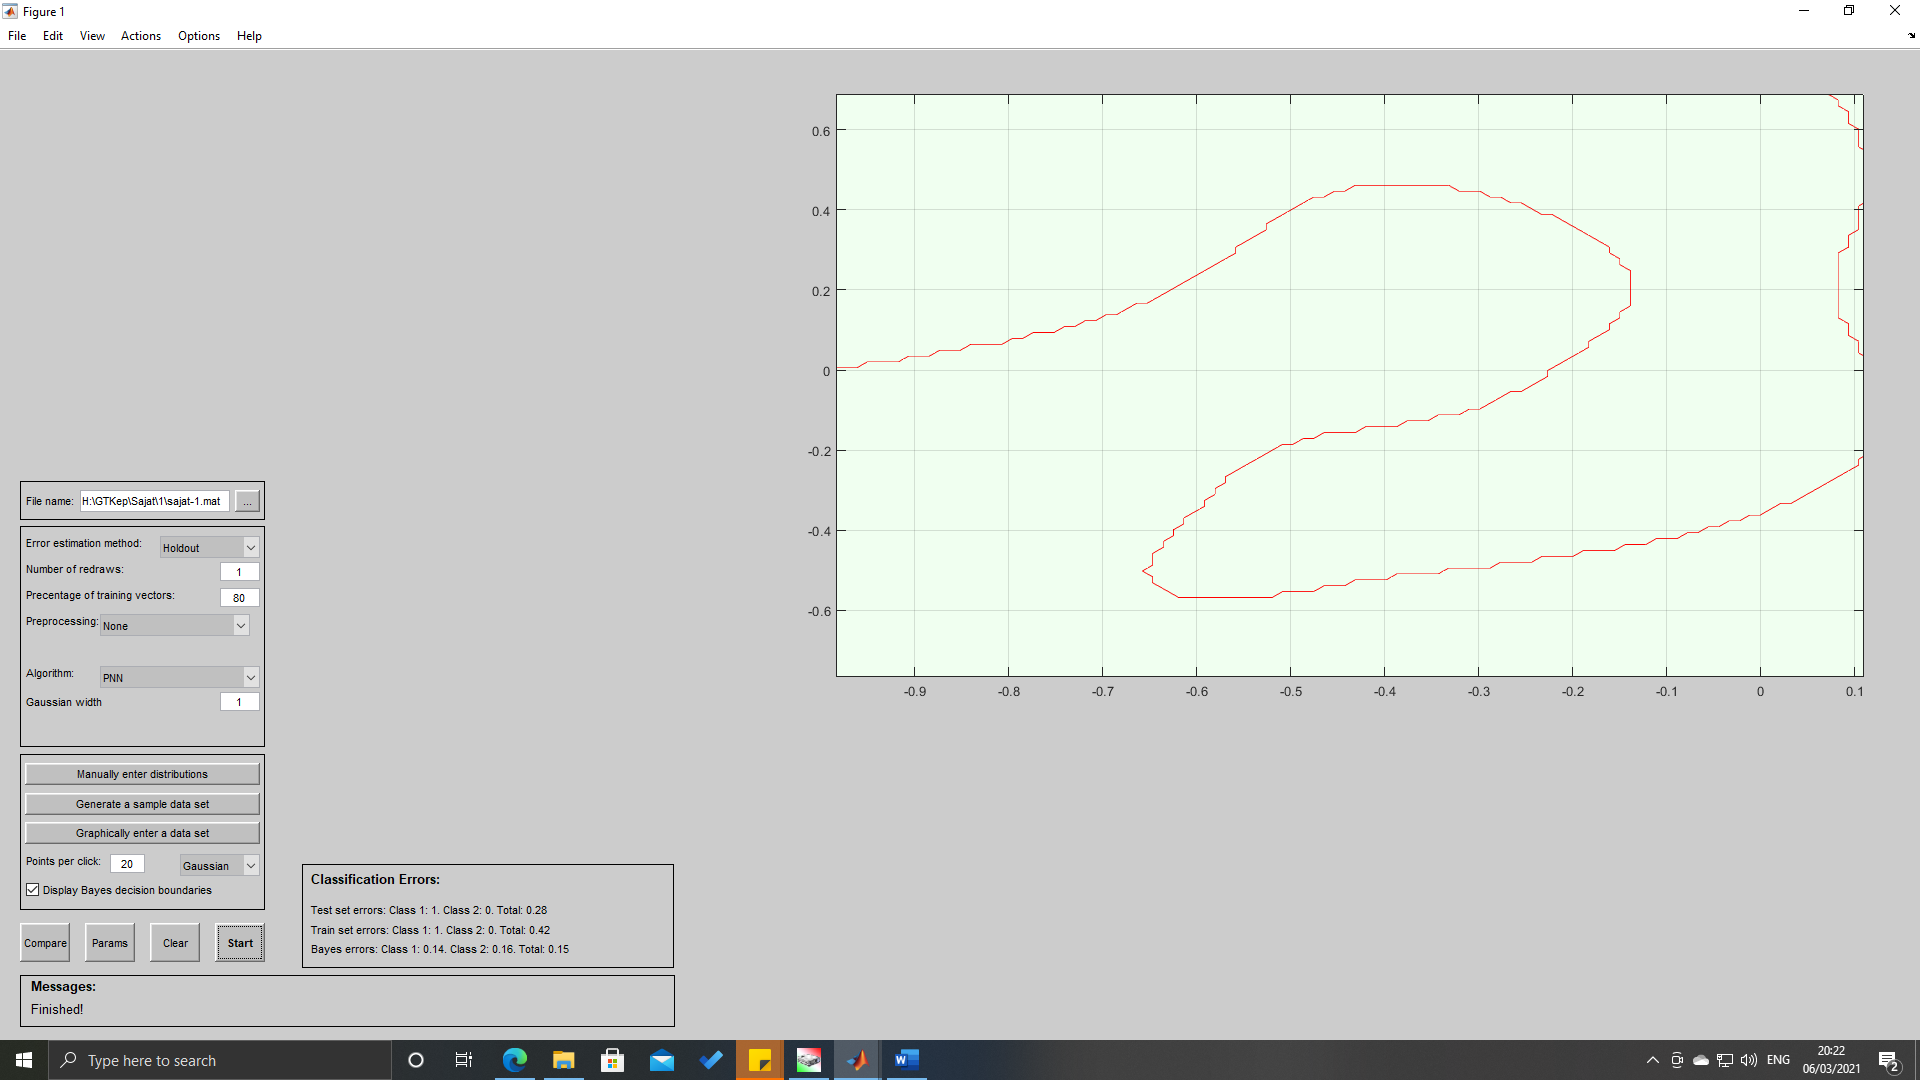 Figure 1
File Edit View Actions Options Help
0.6
0.4
0.2
0
-0.2
-0.4
-0.6
-0.9 -0.8 -0.7 -0.6 -0.5 -0.4 -0.3 -0.2 -0.1 0 0.1
File name: H:\GTKep\Sajat\1\sajat-1.mat ...
Error estimation method: Holdout
Number of redraws: 1
Precentage of training vectors: 80
Preprocessing: None
Algorithm: PNN
Gaussian width 1
Manually enter distributions
Generate a sample data set
Graphically enter a data set
Points per click: 20 Gaussian
Display Bayes decision boundaries
Compare Params Clear Start
Classification Errors:
Test set errors: Class 1: 1. Class 2: 0. Total: 0.28
Train set errors: Class 1: 1. Class 2: 0. Total: 0.42
Bayes errors: Class 1: 0.14. Class 2: 0.16. Total: 0.15
Messages:
Finished!
Type here to search
W
ENG
20:22
06/03/2021
2